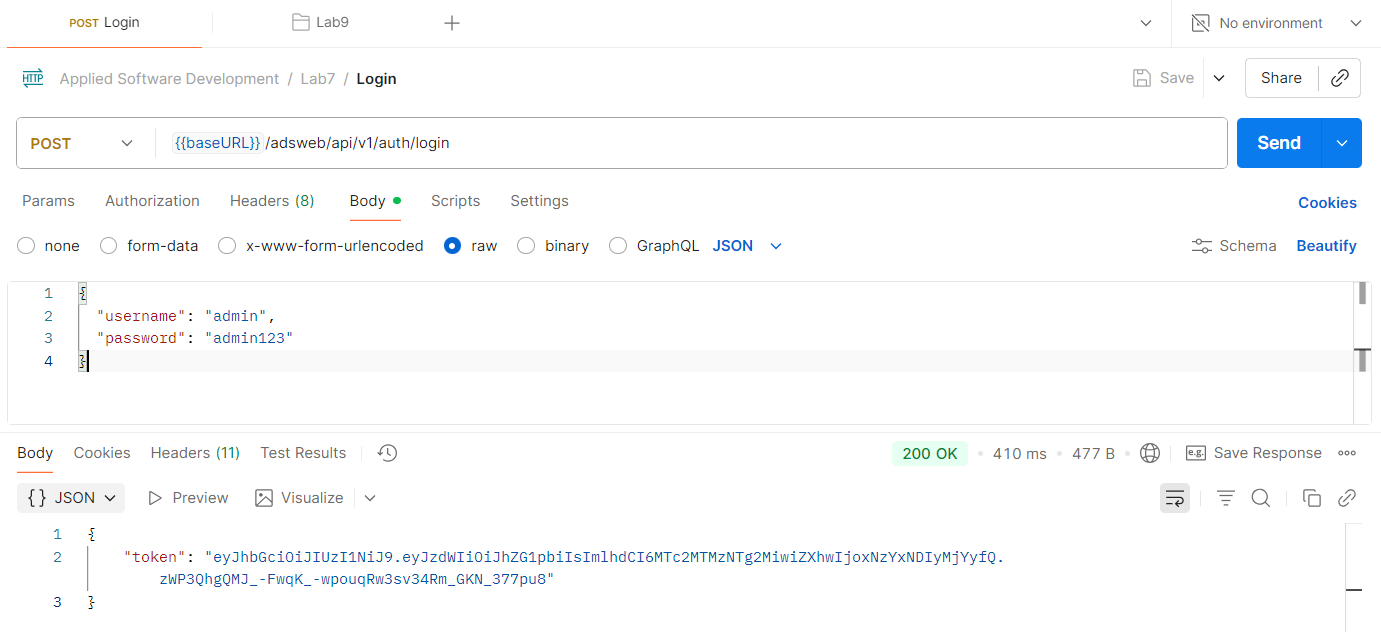 POST Login Lab9 No environment
HTTP Applied Software Development / Lab7 / Login Save Share
POST {{baseURL}}/adsweb/api/v1/auth/login Send
Params Authorization Headers (8) Body Scripts Settings Cookies
none form-data x-www-form-urlencoded raw binary GraphQL JSON Schema Beautify
1 {
2 "username": "admin",
3 "password": "admin123"
4 }
Body Cookies Headers (11) Test Results 200 OK • 410 ms • 477 B • e.g. Save Response
{} JSON Preview Visualize
1 {
2 "token": "eyJhbGciOiJIUzI1NiJ9.eyJzdWIiOiJhZG1pbiIsImlhdCI6MTc2MTMzNTg2MiwiZXhwIjoxNzYxNDIyMjYyfQ.
zWP3QhgQMJ_-FwqK_-wpouqRw3sv34Rm_GKN_377pu8"
3 }